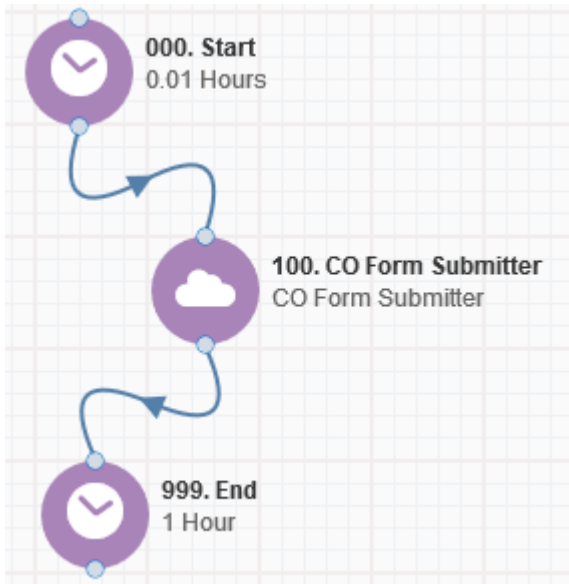 000. Start
0.01 Hours
100. CO Form Submitter
CO Form Submitter
999. End
1 Hour